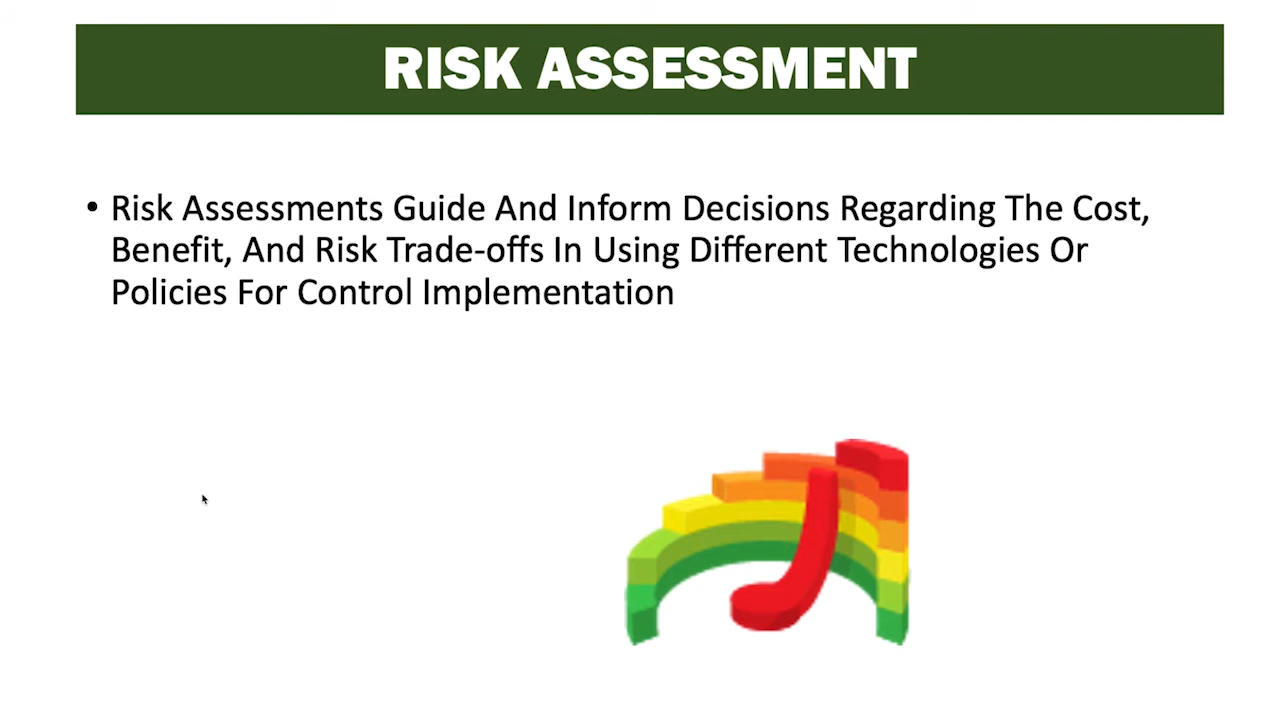 RISK ASSESSMENT
• Risk Assessments Guide And Inform Decisions Regarding The Cost,
Benefit, And Risk Trade-offs In Using Different Technologies Or
Policies For Control Implementation